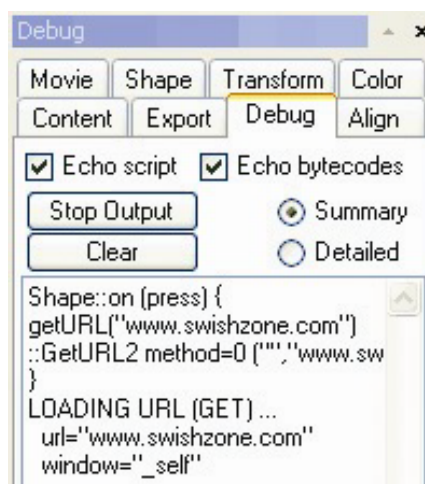 Debug
Movie Shape Transform Color
Content Export Debug Align
Echo script Echo bytecodes
Stop Output Summary
Clear Detailed
Shape::on (press) {
getURL("www.swishzone.com")
::GetURL2 method=0 ("","www.sw
}
LOADING URL (GET) ...
url="www.swishzone.com"
window="_self"